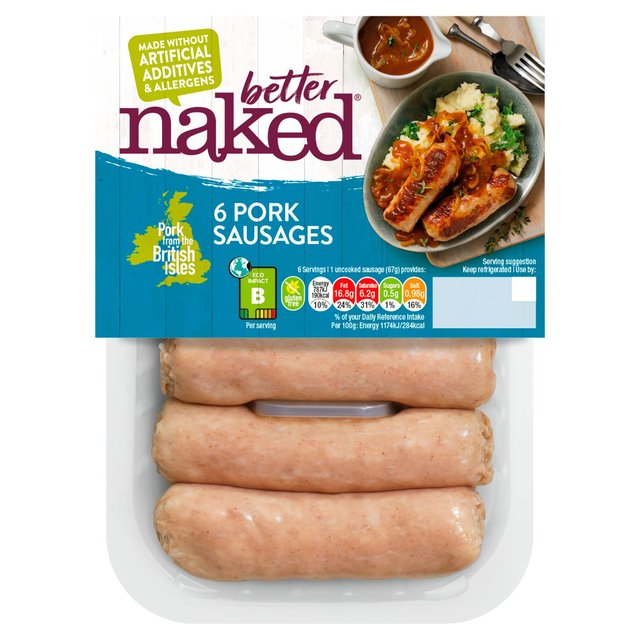 MADE WITHOUT
ARTIFICIAL
ADDITIVES
& ALLERGENS
better
naked®
6 PORK
SAUSAGES
Pork
from the
British
Isles
Serving suggestion
Keep refrigerated | Use by:
6 Servings | 1 uncooked sausage (67g) provides:
ECO
IMPACT
B
Per serving
gluten
free
Energy
787kJ
190kcal
10%
Fat
16.8g
24%
Saturates
6.2g
31%
Sugars
0.5g
1%
Salt
0.98g
16%
% of your Daily Reference Intake
Per 100g: Energy 1174kJ/284kcal